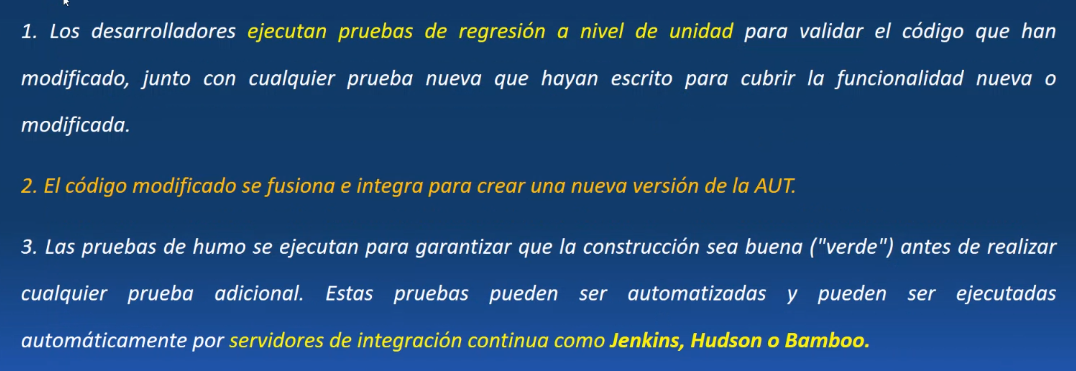 1. Los desarrolladores ejecutan pruebas de regresión a nivel de unidad para validar el código que han
modificado, junto con cualquier prueba nueva que hayan escrito para cubrir la funcionalidad nueva o
modificada.
2. El código modificado se fusiona e integra para crear una nueva versión de la AUT.
3. Las pruebas de humo se ejecutan para garantizar que la construcción sea buena ("verde") antes de realizar
cualquier prueba adicional. Estas pruebas pueden ser automatizadas y pueden ser ejecutadas
automáticamente por servidores de integración continua como Jenkins, Hudson o Bamboo.